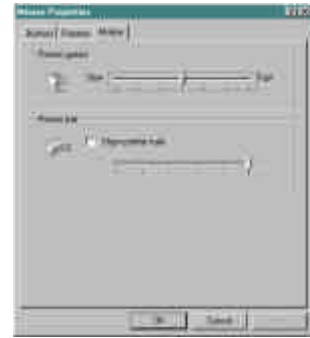 Mouse Properties
Buttons Pointers Motion
Pointer speed
Slow Fast
Pointer trail
Show pointer trails
OK Cancel